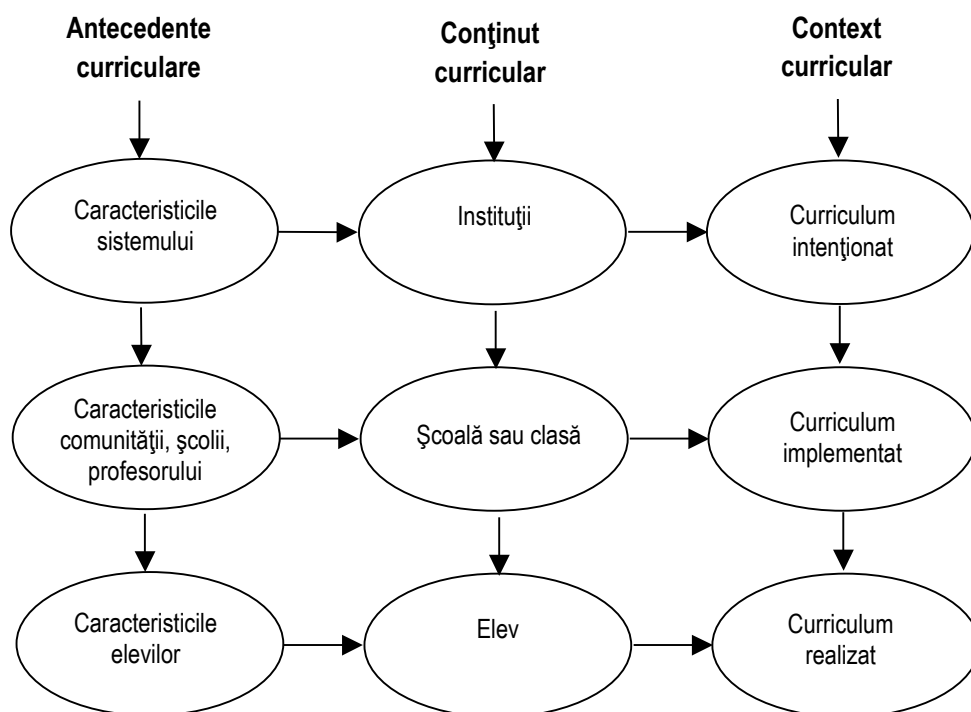 Antecedente
curriculare
Conţinut
curricular
Context
curricular
Caracteristicile
sistemului
Instituţii
Curriculum
intenţionat
Caracteristicile
comunităţii, şcolii,
profesorului
Şcoală sau clasă
Curriculum
implementat
Caracteristicile
elevilor
Elev
Curriculum
realizat